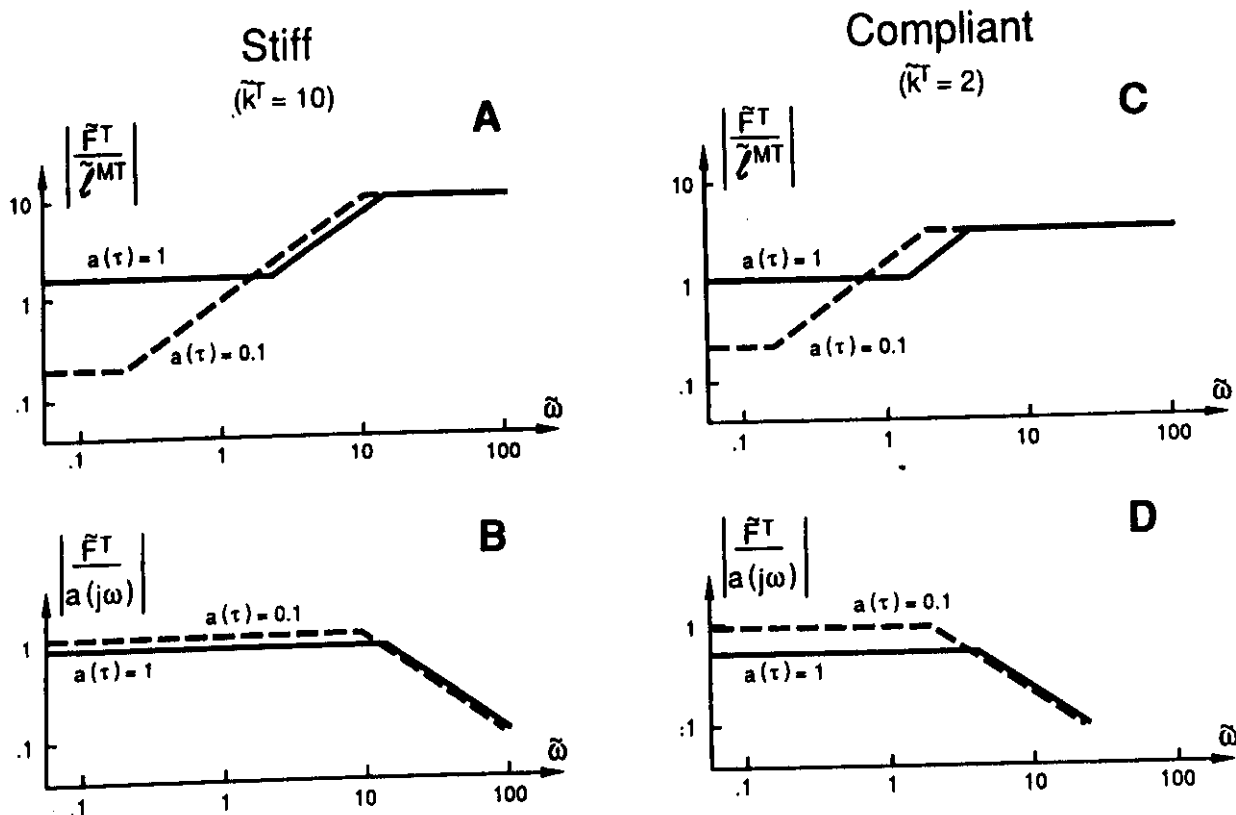 Stiff
(k̃ᵀ = 10)
A
|F̃ᵀ / ℓ̃ᴹᵀ|
10
1
.1
a(τ) = 1
a(τ) = 0.1
ω̃
.1 1 10 100
B
|F̃ᵀ / a(jω)|
1
.1
a(τ) = 0.1
a(τ) = 1
ω̃
.1 1 10 100
Compliant
(k̃ᵀ = 2)
C
|F̃ᵀ / ℓ̃ᴹᵀ|
10
1
.1
a(τ) = 1
a(τ) = 0.1
ω̃
.1 1 10 100
D
|F̃ᵀ / a(jω)|
1
.1
a(τ) = 0.1
a(τ) = 1
ω̃
.1 1 10 100